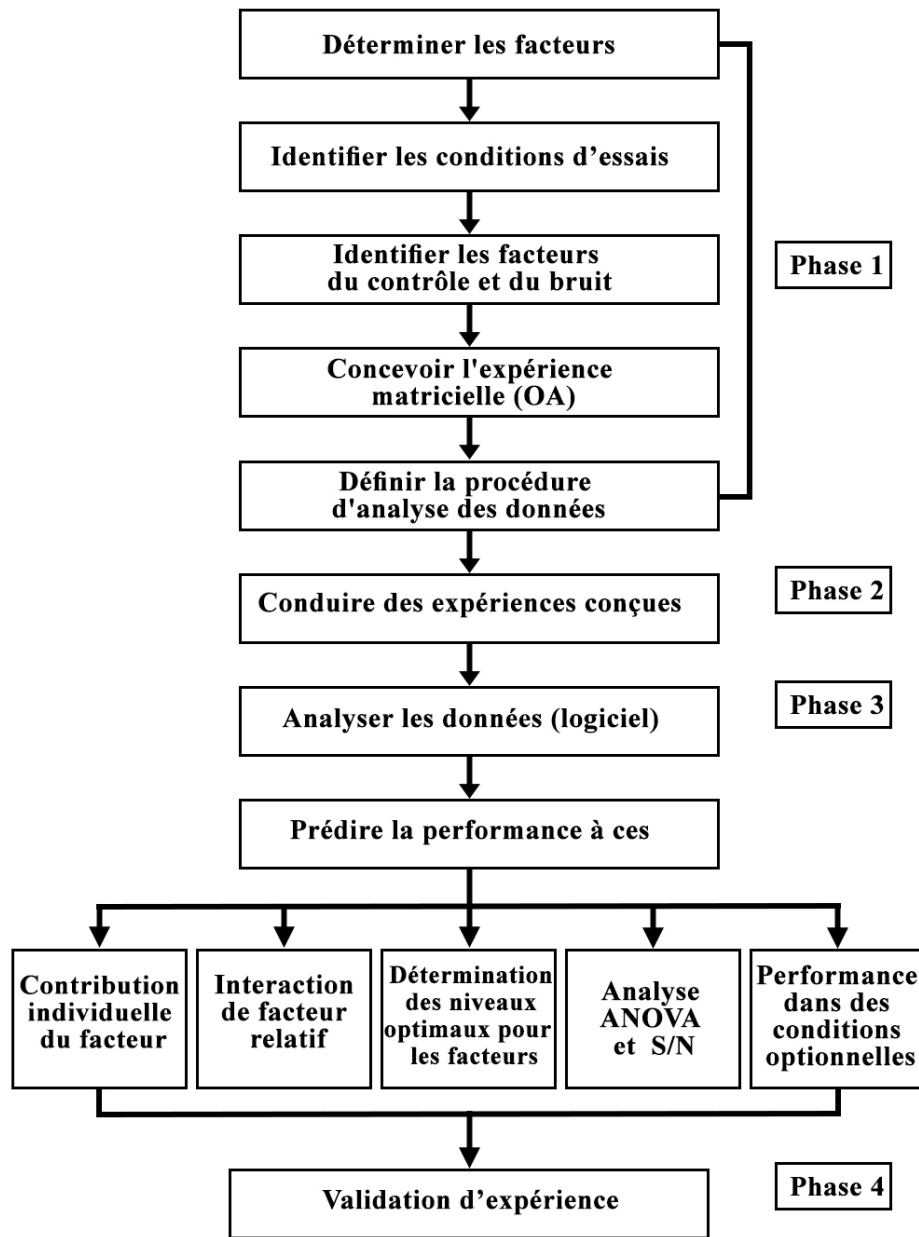 Déterminer les facteurs
Identifier les conditions d’essais
Identifier les facteurs
du contrôle et du bruit
Phase 1
Concevoir l'expérience
matricielle (OA)
Définir la procédure
d'analyse des données
Conduire des expériences conçues
Phase 2
Analyser les données (logiciel)
Phase 3
Prédire la performance à ces
Contribution
individuelle
du facteur
Interaction
de facteur
relatif
Détermination
des niveaux
optimaux pour
les facteurs
Analyse
ANOVA
et S/N
Performance
dans des
conditions
optionnelles
Validation d’expérience
Phase 4